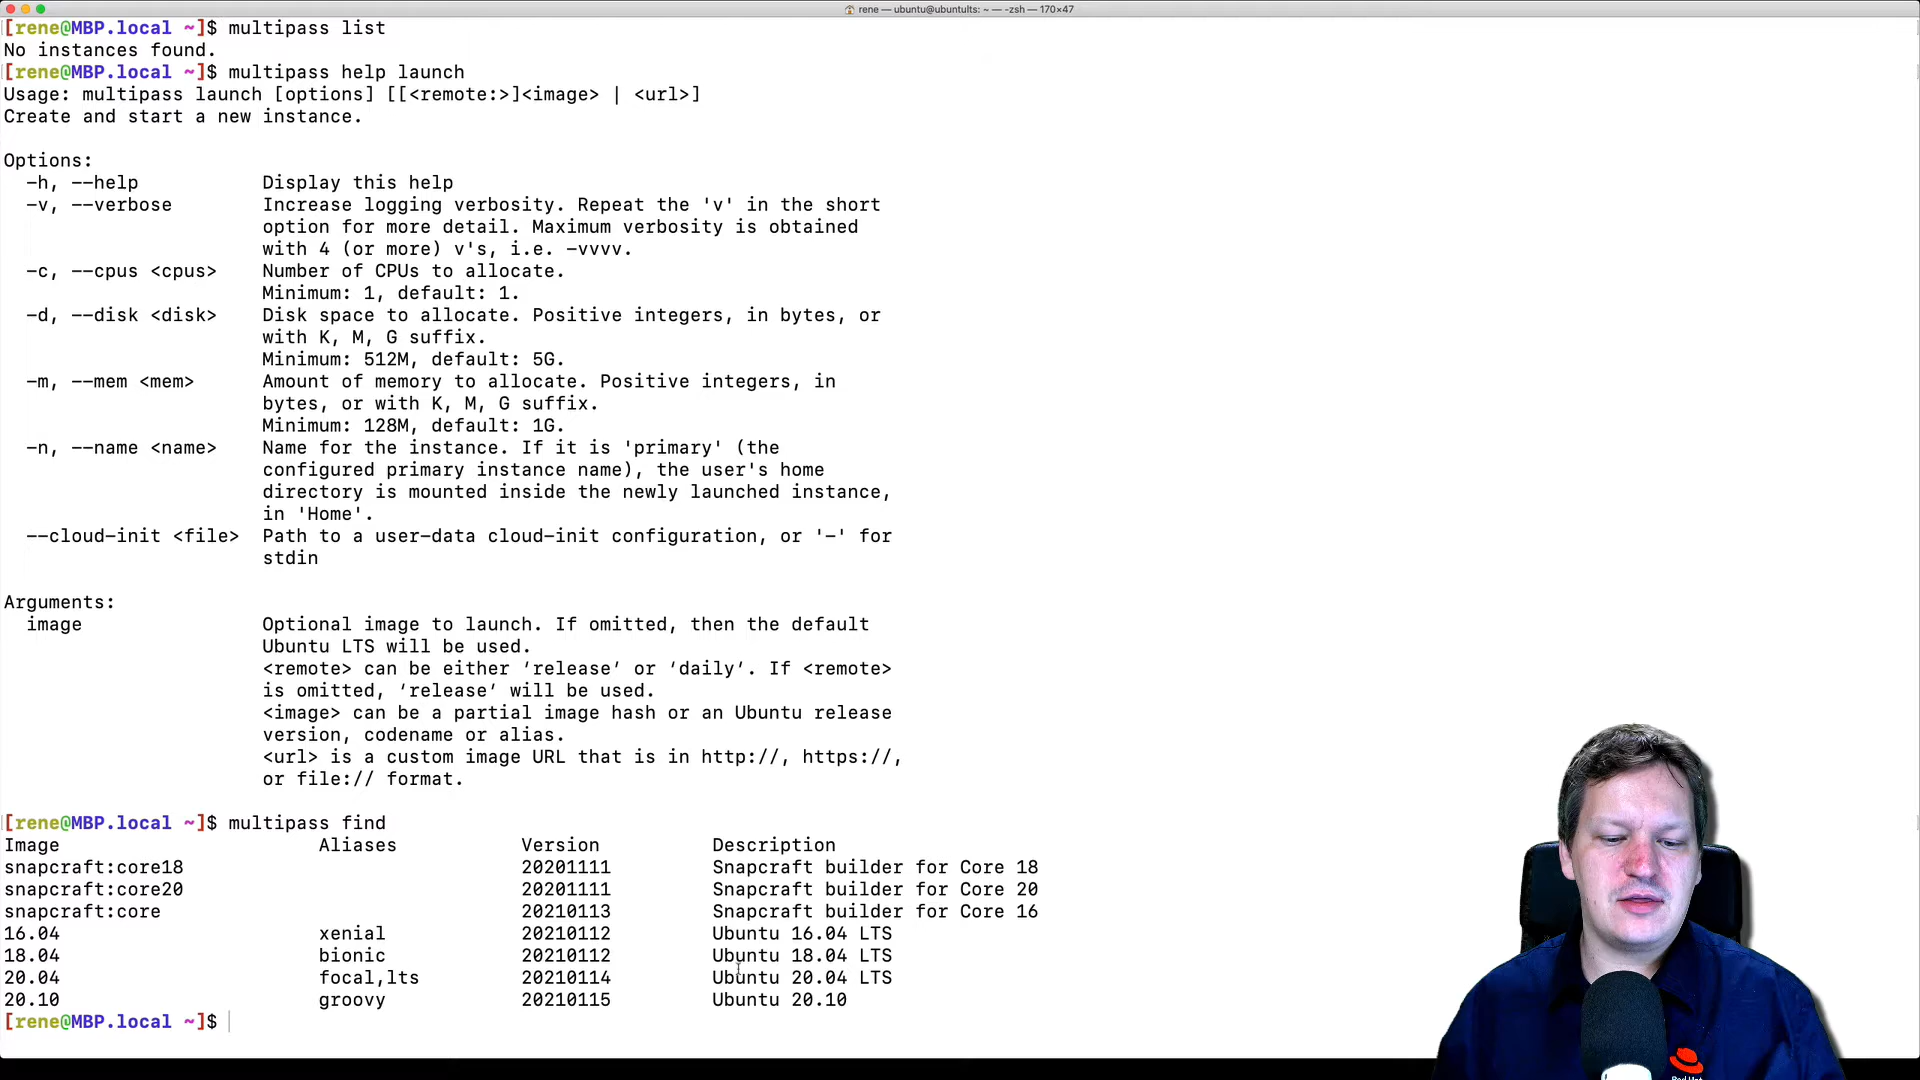 rene — ubuntu@ubuntults: ~ — -zsh — 170×47
[rene@MBP.local ~]$ multipass list
No instances found.
[rene@MBP.local ~]$ multipass help launch
Usage: multipass launch [options] [[<remote:>]<image> | <url>]
Create and start a new instance.
Options:
-h, --help Display this help
-v, --verbose Increase logging verbosity. Repeat the 'v' in the short
option for more detail. Maximum verbosity is obtained
with 4 (or more) v's, i.e. -vvvv.
-c, --cpus <cpus> Number of CPUs to allocate.
Minimum: 1, default: 1.
-d, --disk <disk> Disk space to allocate. Positive integers, in bytes, or
with K, M, G suffix.
Minimum: 512M, default: 5G.
-m, --mem <mem> Amount of memory to allocate. Positive integers, in
bytes, or with K, M, G suffix.
Minimum: 128M, default: 1G.
-n, --name <name> Name for the instance. If it is 'primary' (the
configured primary instance name), the user's home
directory is mounted inside the newly launched instance,
in 'Home'.
--cloud-init <file> Path to a user-data cloud-init configuration, or '-' for
stdin
Arguments:
image Optional image to launch. If omitted, then the default
Ubuntu LTS will be used.
<remote> can be either ‘release’ or ‘daily‘. If <remote>
is omitted, ‘release’ will be used.
<image> can be a partial image hash or an Ubuntu release
version, codename or alias.
<url> is a custom image URL that is in http://, https://,
or file:// format.
[rene@MBP.local ~]$ multipass find
Image Aliases Version Description
snapcraft:core18 20201111 Snapcraft builder for Core 18
snapcraft:core20 20201111 Snapcraft builder for Core 20
snapcraft:core 20210113 Snapcraft builder for Core 16
16.04 xenial 20210112 Ubuntu 16.04 LTS
18.04 bionic 20210112 Ubuntu 18.04 LTS
20.04 focal,lts 20210114 Ubuntu 20.04 LTS
20.10 groovy 20210115 Ubuntu 20.10
[rene@MBP.local ~]$